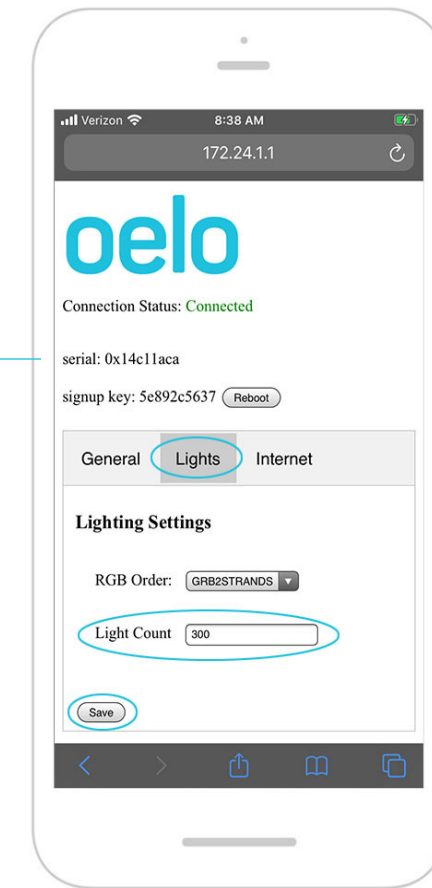 Verizon 8:38 AM
172.24.1.1
oelo
Connection Status: Connected
serial: 0x14c11aca
signup key: 5e892c5637 Reboot
General Lights Internet
Lighting Settings
RGB Order: GRB2STRANDS
Light Count 300
Save